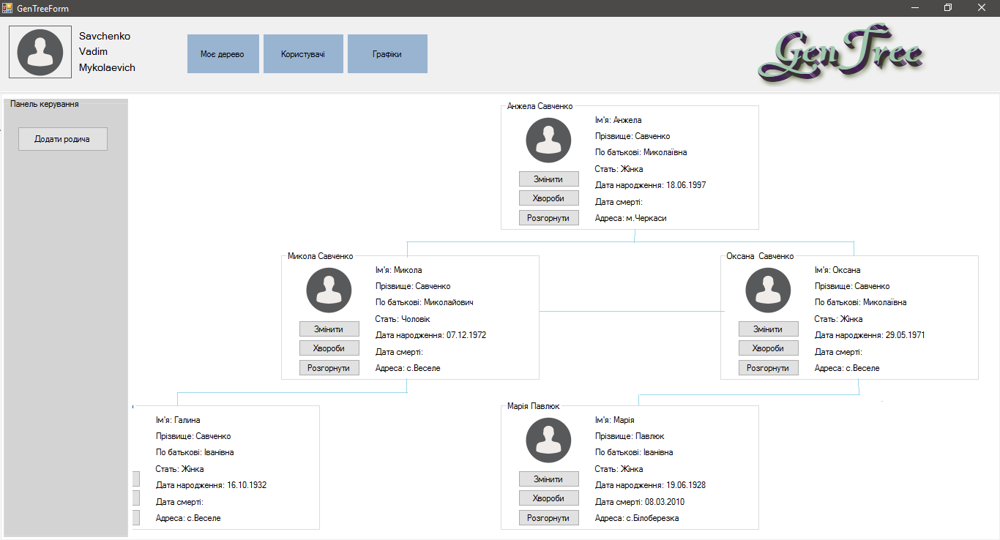 GenTreeForm
Savchenko
Vadim
Mykolaevich
Моє дерево
Користувачі
Графіки
Gen Tree
Панель керування
Додати родича
Анжела Савченко
Ім'я: Анжела
Прізвище: Савченко
По батькові: Миколаївна
Стать: Жінка
Дата народження: 18.06.1997
Дата смерті:
Адреса: м.Черкаси
Змінити
Хвороби
Розгорнути
Микола Савченко
Ім'я: Микола
Прізвище: Савченко
По батькові: Миколайович
Стать: Чоловік
Дата народження: 07.12.1972
Дата смерті:
Адреса: с.Веселе
Змінити
Хвороби
Розгорнути
Оксана Савченко
Ім'я: Оксана
Прізвище: Савченко
По батькові: Миколаївна
Стать: Жінка
Дата народження: 29.05.1971
Дата смерті:
Адреса: с.Веселе
Змінити
Хвороби
Розгорнути
Ім'я: Галина
Прізвище: Савченко
По батькові: Іванівна
Стать: Жінка
Дата народження: 16.10.1932
Дата смерті:
Адреса: с.Веселе
Марія Павлюк
Ім'я: Марія
Прізвище: Павлюк
По батькові: Іванівна
Стать: Жінка
Дата народження: 19.06.1928
Дата смерті: 08.03.2010
Адреса: с.Білоберезка
Змінити
Хвороби
Розгорнути